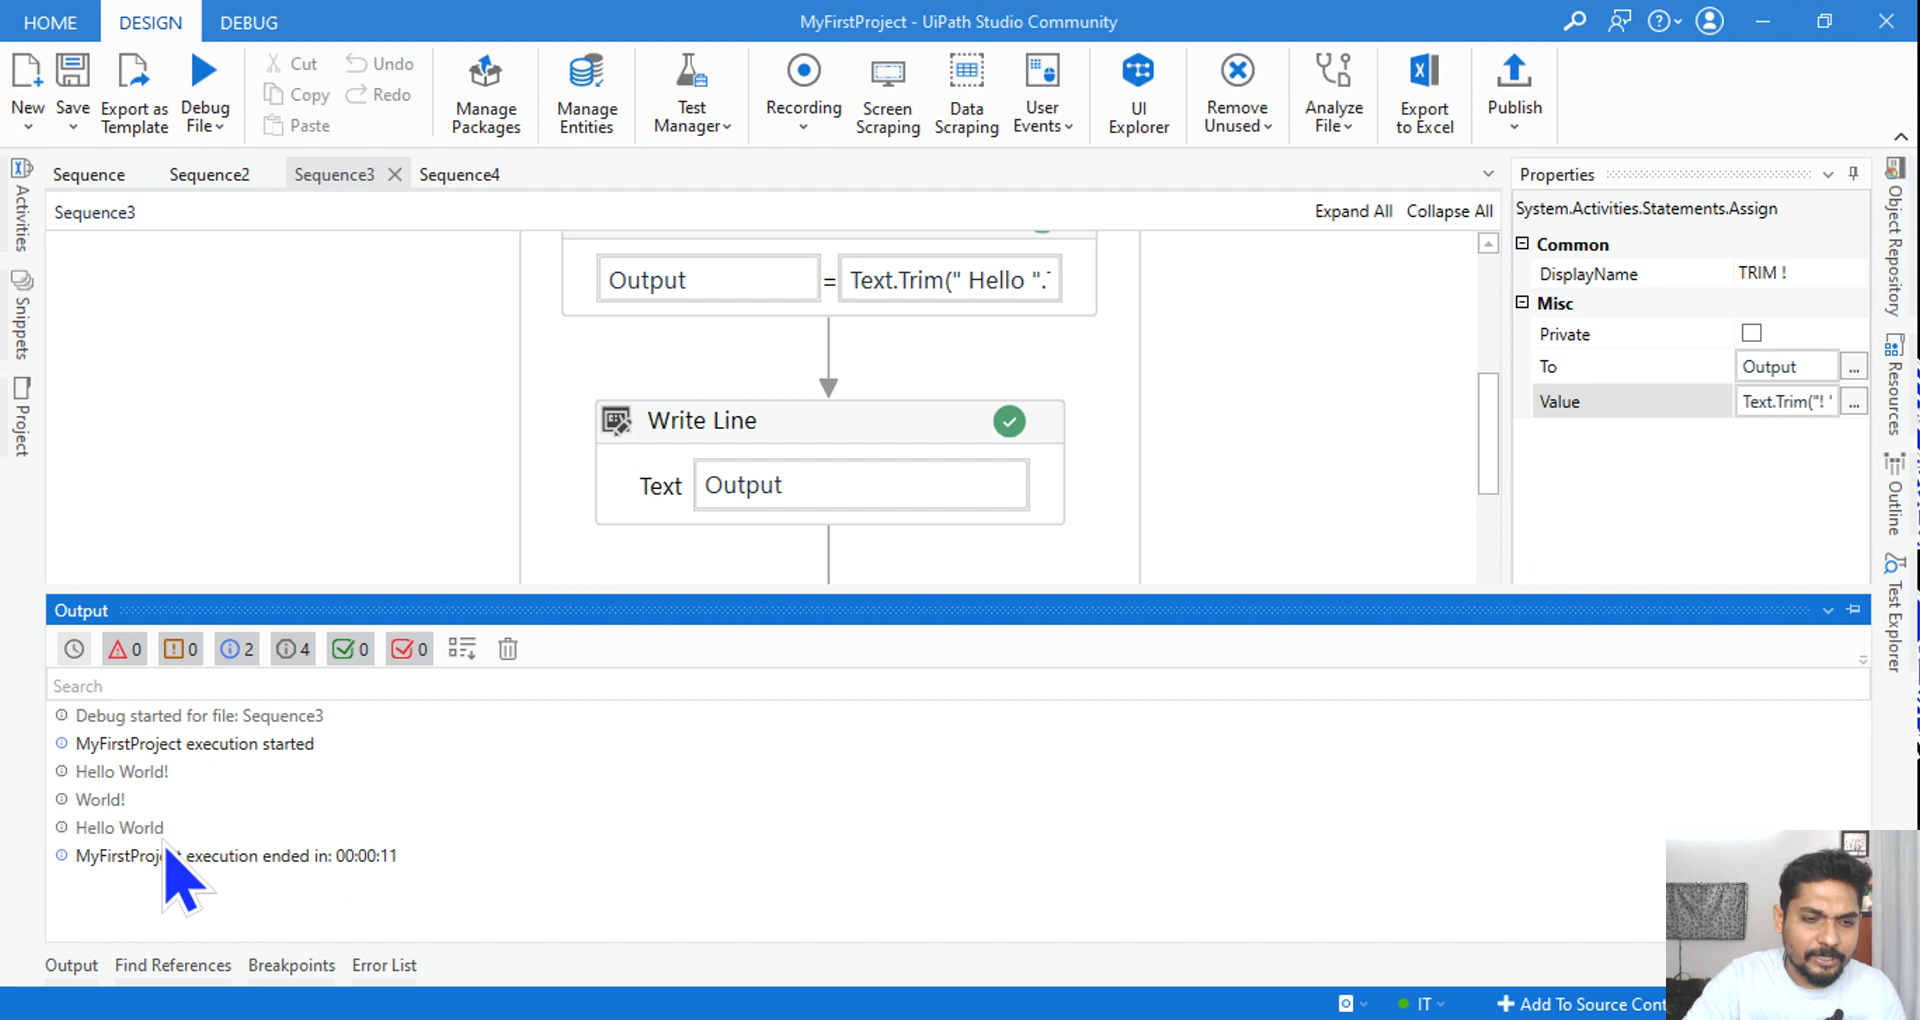 HOME DESIGN DEBUG MyFirstProject - UiPath Studio Community
New Save Export as Template Debug File Cut Copy Paste Undo Redo Manage Packages Manage Entities Test Manager Recording Screen Scraping Data Scraping User Events UI Explorer Remove Unused Analyze File Export to Excel Publish
Sequence Sequence2 Sequence3 Sequence4
Sequence3 Expand All Collapse All
Activities
Snippets
Project
Output = Text.Trim(" Hello ".
Write Line
Text Output
Properties
System.Activities.Statements.Assign
Common
DisplayName TRIM !
Misc
Private
To Output ...
Value Text.Trim("! ' ...
Object Repository
Resources
Outline
Test Explorer
Output
0 0 2 4 0 0
Search
Debug started for file: Sequence3
MyFirstProject execution started
Hello World!
World!
Hello World
MyFirstProject execution ended in: 00:00:11
Output Find References Breakpoints Error List
IT Add To Source Cont